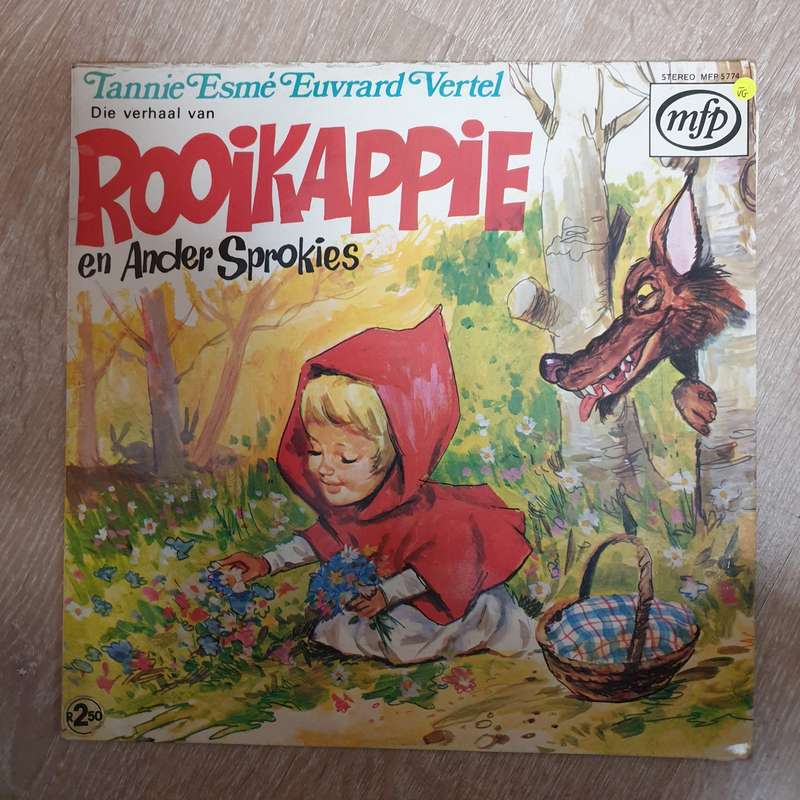 Tannie Esmé Euvrard Vertel
STEREO MFP 5774
VG
mfp
Die verhaal van
ROOIKAPPIE
en Ander Sprokies
R2.50